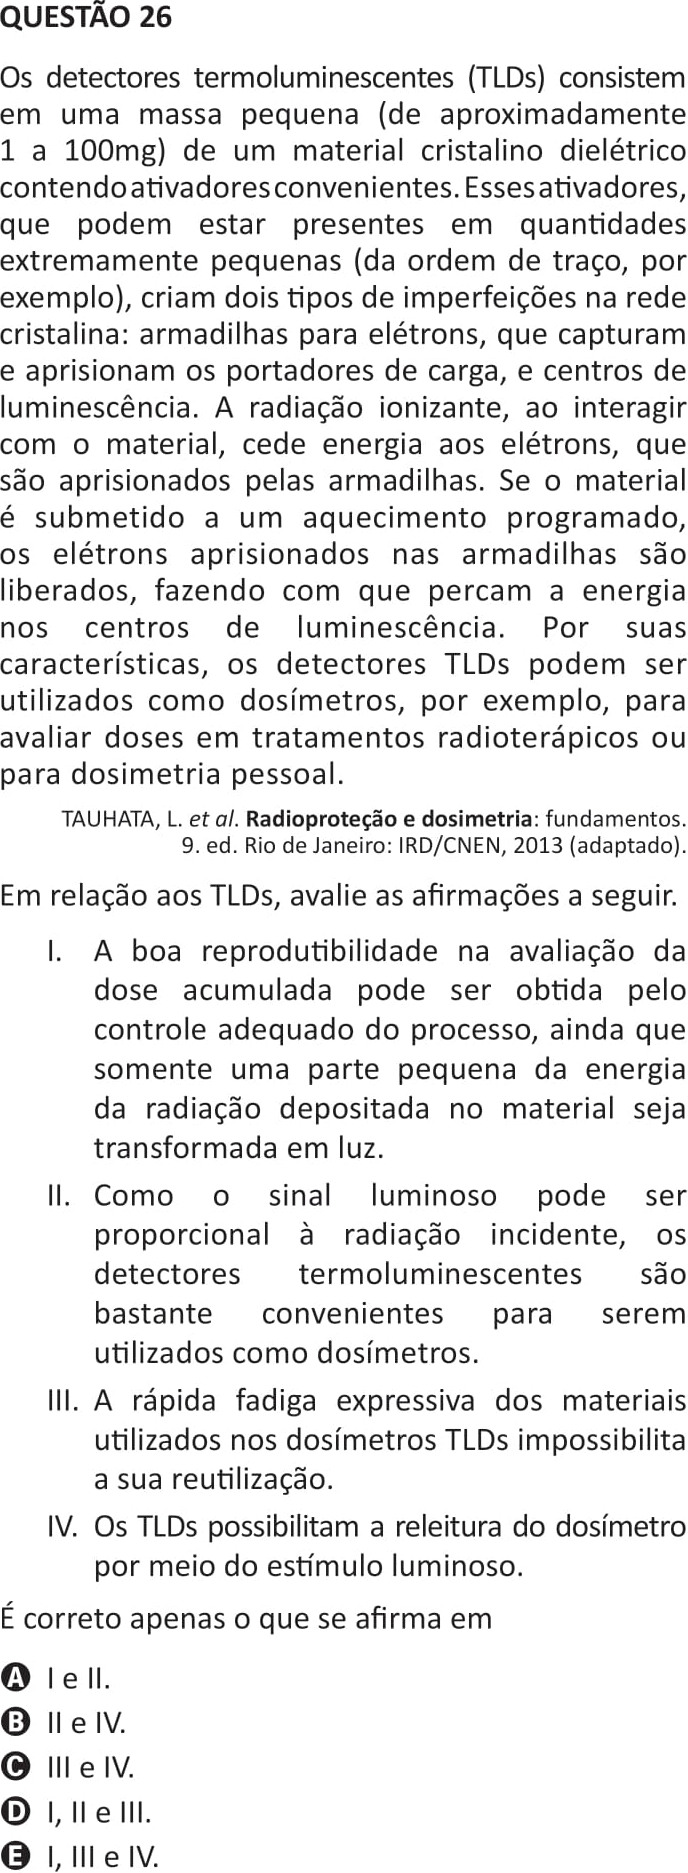 QUESTÃO 26
Os detectores termoluminescentes (TLDs) consistem
em uma massa pequena (de aproximadamente
1 a 100mg) de um material cristalino dielétrico
contendo ativadores convenientes. Esses ativadores,
que podem estar presentes em quantidades
extremamente pequenas (da ordem de traço, por
exemplo), criam dois tipos de imperfeições na rede
cristalina: armadilhas para elétrons, que capturam
e aprisionam os portadores de carga, e centros de
luminescência. A radiação ionizante, ao interagir
com o material, cede energia aos elétrons, que
são aprisionados pelas armadilhas. Se o material
é submetido a um aquecimento programado,
os elétrons aprisionados nas armadilhas são
liberados, fazendo com que percam a energia
nos centros de luminescência. Por suas
características, os detectores TLDs podem ser
utilizados como dosímetros, por exemplo, para
avaliar doses em tratamentos radioterápicos ou
para dosimetria pessoal.
TAUHATA, L. et al. Radioproteção e dosimetria: fundamentos.
9. ed. Rio de Janeiro: IRD/CNEN, 2013 (adaptado).
Em relação aos TLDs, avalie as afirmações a seguir.
I. A boa reprodutibilidade na avaliação da
dose acumulada pode ser obtida pelo
controle adequado do processo, ainda que
somente uma parte pequena da energia
da radiação depositada no material seja
transformada em luz.
II. Como o sinal luminoso pode ser
proporcional à radiação incidente, os
detectores termoluminescentes são
bastante convenientes para serem
utilizados como dosímetros.
III. A rápida fadiga expressiva dos materiais
utilizados nos dosímetros TLDs impossibilita
a sua reutilização.
IV. Os TLDs possibilitam a releitura do dosímetro
por meio do estímulo luminoso.
É correto apenas o que se afirma em
A I e II.
B II e IV.
C III e IV.
D I, II e III.
E I, III e IV.